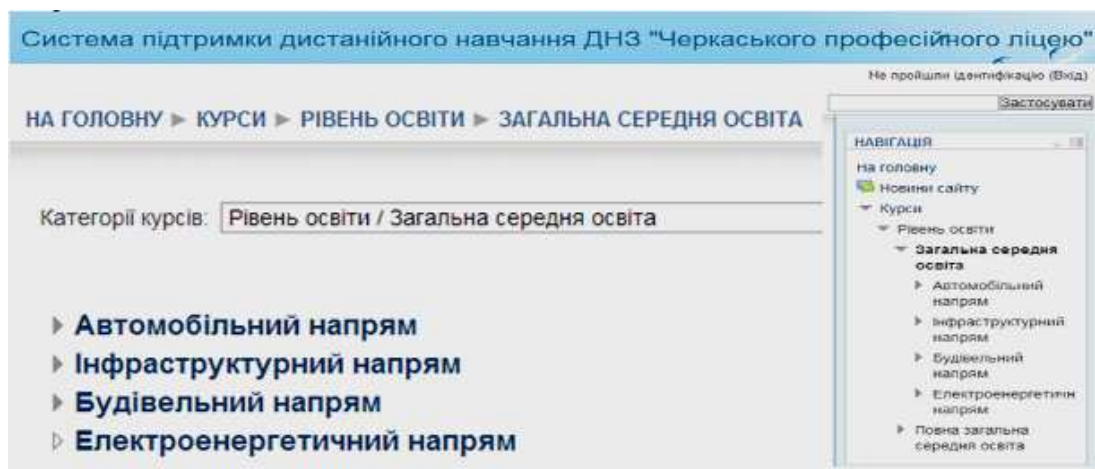 Система підтримки дистанійного навчання ДНЗ "Черкаського професійного ліцею"
Не пройшли ідентифікацію (Вхід)
НА ГОЛОВНУ ► КУРСИ ► РІВЕНЬ ОСВІТИ ► ЗАГАЛЬНА СЕРЕДНЯ ОСВІТА
Застосувати
Категорії курсів: Рівень освіти / Загальна середня освіта
Автомобільний напрям
Інфраструктурний напрям
Будівельний напрям
Електроенергетичний напрям
НАВІГАЦІЯ
На головну
Новини сайту
Курси
Рівень освіти
Загальна середня
освіта
Автомобільний
напрям
Інфраструктурний
напрям
Будівельний
напрям
Електроенергетичн
напрям
Повна загальна
середня освіта